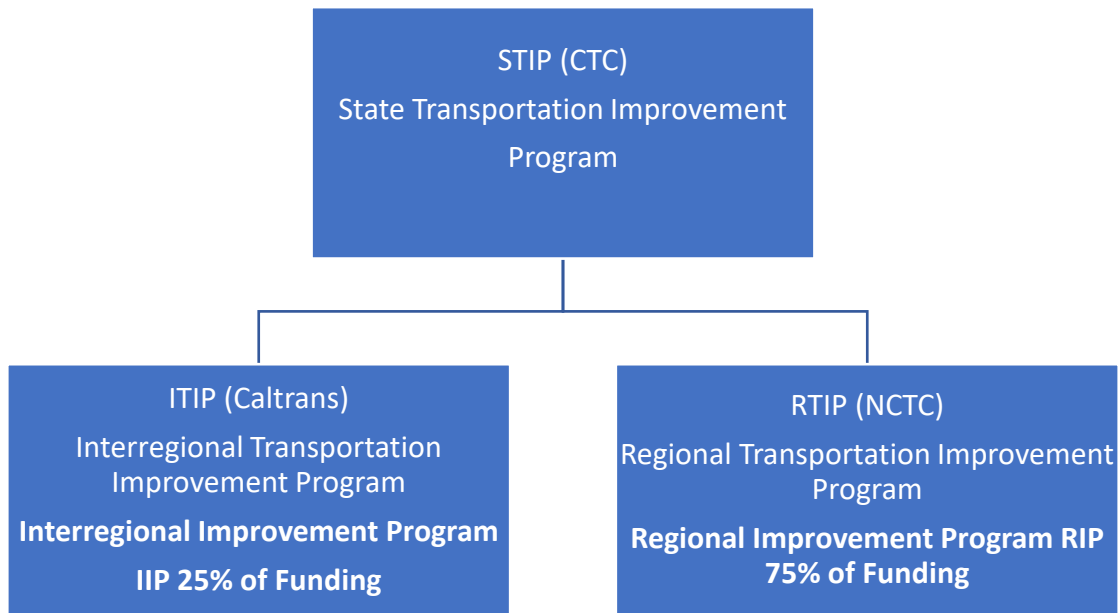 STIP (CTC)
State Transportation Improvement
Program
ITIP (Caltrans)
Interregional Transportation
Improvement Program
Interregional Improvement Program
IIP 25% of Funding
RTIP (NCTC)
Regional Transportation Improvement
Program
Regional Improvement Program RIP
75% of Funding